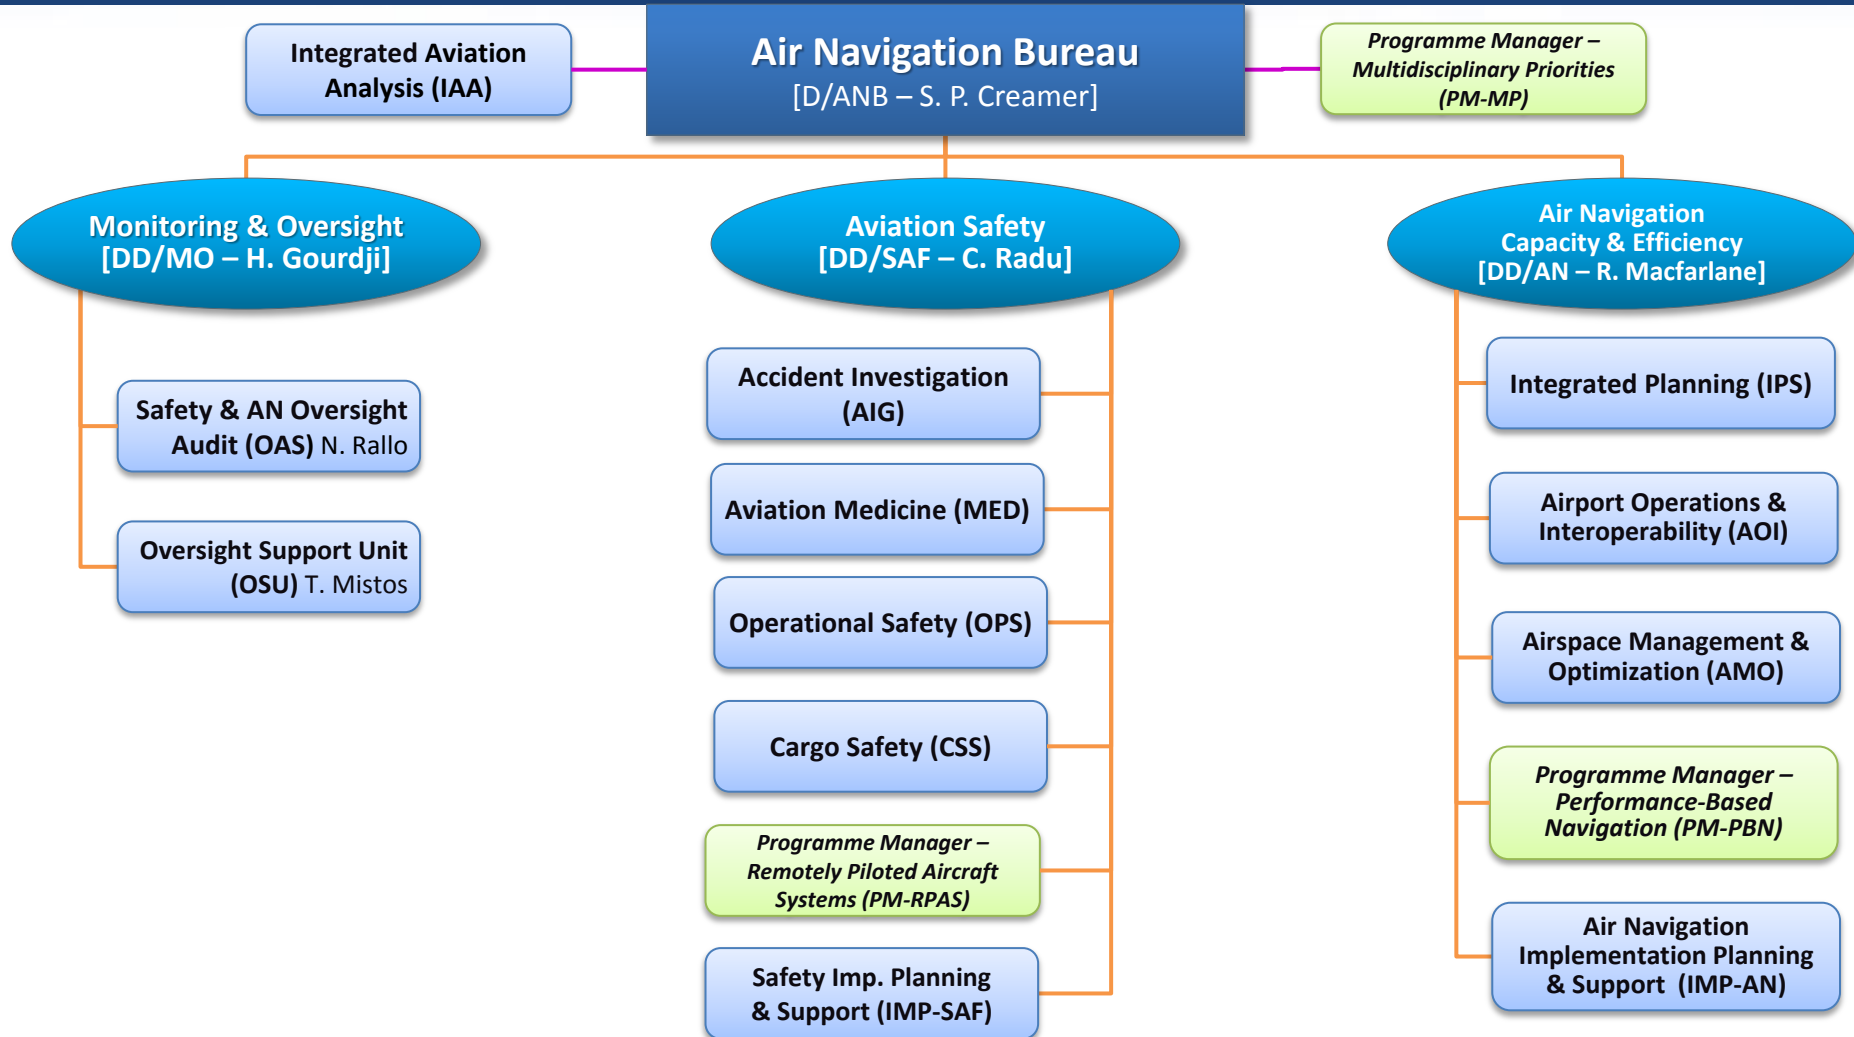 Integrated Aviation
Analysis (IAA)
Air Navigation Bureau
[D/ANB – S. P. Creamer]
Programme Manager –
Multidisciplinary Priorities
(PM-MP)
Monitoring & Oversight
[DD/MO – H. Gourdji]
Aviation Safety
[DD/SAF – C. Radu]
Air Navigation
Capacity & Efficiency
[DD/AN – R. Macfarlane]
Safety & AN Oversight
Audit (OAS) N. Rallo
Oversight Support Unit
(OSU) T. Mistos
Accident Investigation
(AIG)
Aviation Medicine (MED)
Operational Safety (OPS)
Cargo Safety (CSS)
Programme Manager –
Remotely Piloted Aircraft
Systems (PM-RPAS)
Safety Imp. Planning
& Support (IMP-SAF)
Integrated Planning (IPS)
Airport Operations &
Interoperability (AOI)
Airspace Management &
Optimization (AMO)
Programme Manager –
Performance-Based
Navigation (PM-PBN)
Air Navigation
Implementation Planning
& Support (IMP-AN)